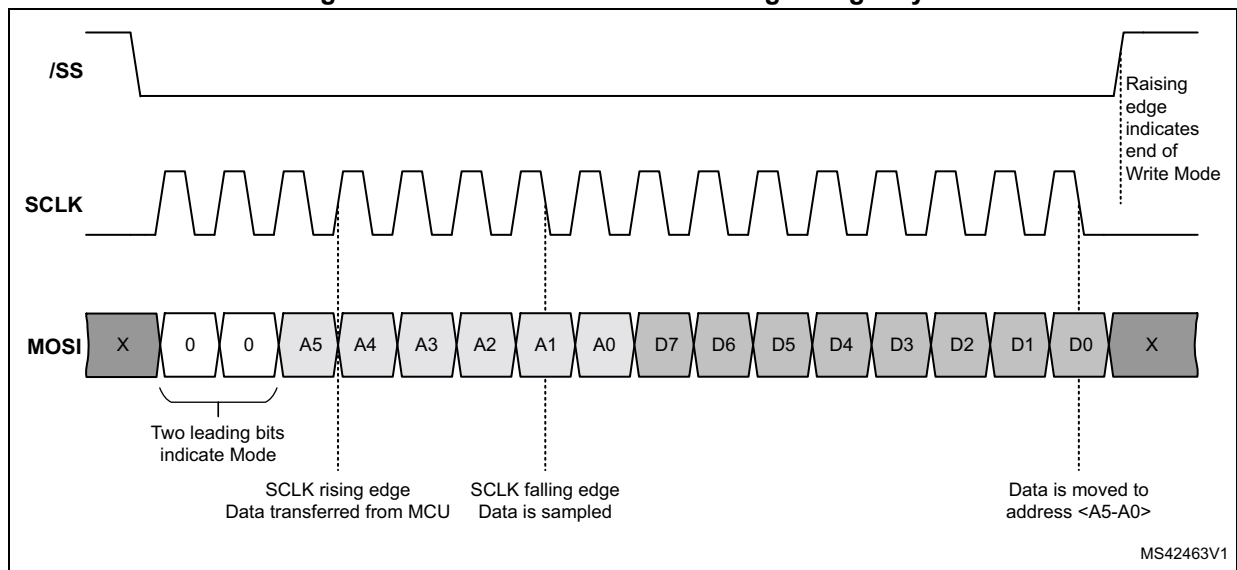 /SS
Raising
edge
indicates
end of
Write Mode
SCLK
MOSI X 0 0 A5 A4 A3 A2 A1 A0 D7 D6 D5 D4 D3 D2 D1 D0 X
Two leading bits
indicate Mode
SCLK rising edge
Data transferred from MCU
SCLK falling edge
Data is sampled
Data is moved to
address <A5-A0>
MS42463V1